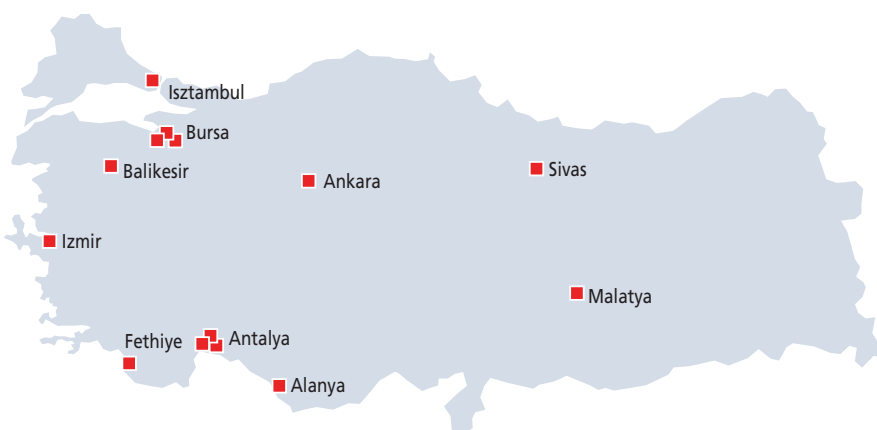 Isztambul
Bursa
Balikesir
Ankara
Sivas
Izmir
Malatya
Fethiye
Antalya
Alanya